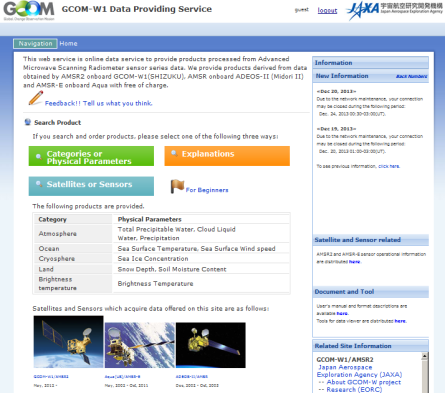 GCOM
GCOM-W1 Data Providing Service
guest
logout
JAXA 宇宙航空研究開発機構
Japan Aerospace Exploration Agency
Navigation Home
This web service is online data service to provide products processed from Advanced
Microwave Scanning Radiometer sensor series data. We provide products derived from data
obtained by AMSR2 onboard GCOM-W1(SHIZUKU), AMSR onboard ADEOS-II (Midori II)
and AMSR-E onboard Aqua with free of charge.
Feedback!! Tell us what you think.
Search Product
If you search and order products, please select one of the following three ways:
Categories or
Physical Parameters
Explanations
Satellites or Sensors
For Beginners
The following products are provided.
Category Physical Parameters
Atmosphere Total Precipitable Water, Cloud Liquid
Water, Precipitation
Ocean Sea Surface Temperature, Sea Surface Wind speed
Cryosphere Sea Ice Concentration
Land Snow Depth, Soil Moisture Content
Brightness
temperature Brightness Temperature
Satellites and Sensors which acquire data offered on this site are as follows:
GCOM-W1/AMSR2 Aqua(US)/AMSR-E ADEOS-II/AMSR
May, 2012 - May, 2002 - Oct, 2011 Dec, 2002 - Oct, 2003
Information
New Information Back Numbers
<Dec 20, 2013>
Due to the network maintenance, your connection
may be closed during the following period:
Dec. 24, 2013 00:30-03:00(UT).
<Dec 19, 2013>
Due to the network maintenance, your connection
may be closed during the following period:
Dec. 20, 2013 01:00-03:00(UT).
To see previous information, click here.
Satellite and Sensor related
AMSR2 and AMSR-E sensor operational information
are distributed here.
Document and Tool
User's manual and format descriptions are
available here.
Tools for data viewer are distributed here.
Related Site Information
GCOM-W1/AMSR2
Japan Aerospace
Exploration Agency (JAXA)
-- About GCOM-W project
-- Research (EORC)